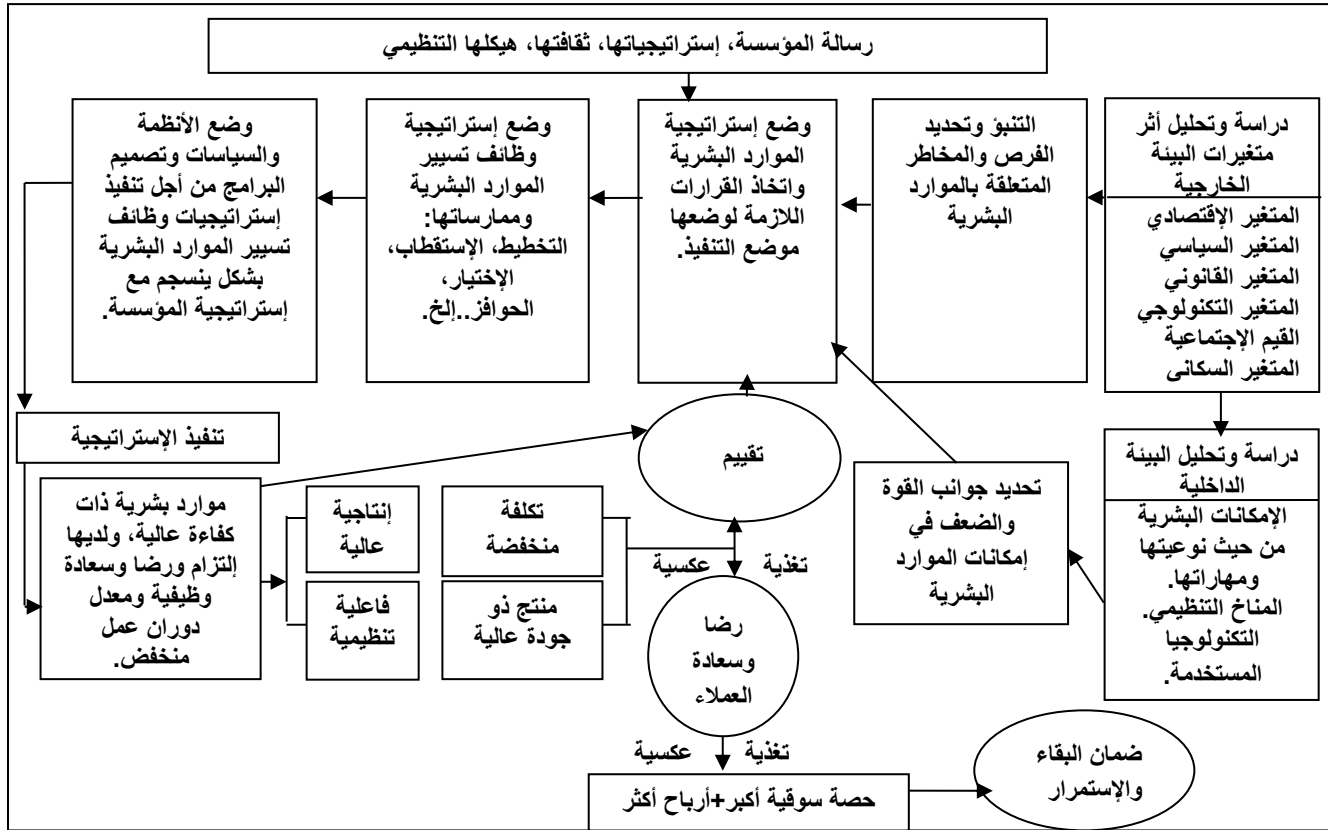 رسالة المؤسسة، إستراتيجياتها، ثقافتها، هيكلها التنظيمي
دراسة وتحليل أثر
متغيرات البيئة
الخارجية
المتغير الإقتصادي
المتغير السياسي
المتغير القانوني
المتغير التكنولوجي
القيم الإجتماعية
المتغير السكاني
التنبؤ وتحديد
الفرص والمخاطر
المتعلقة بالموارد
البشرية
وضع إستراتيجية
الموارد البشرية
واتخاذ القرارات
اللازمة لوضعها
موضع التنفيذ.
وضع إستراتيجية
وظائف تسيير
الموارد البشرية
وممارساتها:
التخطيط، الإستقطاب،
الإختيار،
الحوافز..إلخ.
وضع الأنظمة
والسياسات وتصميم
البرامج من أجل تنفيذ
إستراتيجيات وظائف
تسيير الموارد البشرية
بشكل ينسجم مع
إستراتيجية المؤسسة.
دراسة وتحليل البيئة
الداخلية
الإمكانات البشرية
من حيث نوعيتها
ومهاراتها.
المناخ التنظيمي.
التكنولوجيا
المستخدمة.
تحديد جوانب القوة
والضعف في
إمكانات الموارد
البشرية
تقييم
تنفيذ الإستراتيجية
موارد بشرية ذات
كفاءة عالية، ولديها
إلتزام ورضا وسعادة
وظيفية ومعدل
دوران عمل
منخفض.
إنتاجية
عالية
فاعلية
تنظيمية
تكلفة
منخفضة
منتج ذو
جودة عالية
تغذية عكسية
رضا
وسعادة
العملاء
تغذية عكسية
حصة سوقية أكبر+أرباح أكثر
ضمان البقاء
والإستمرار